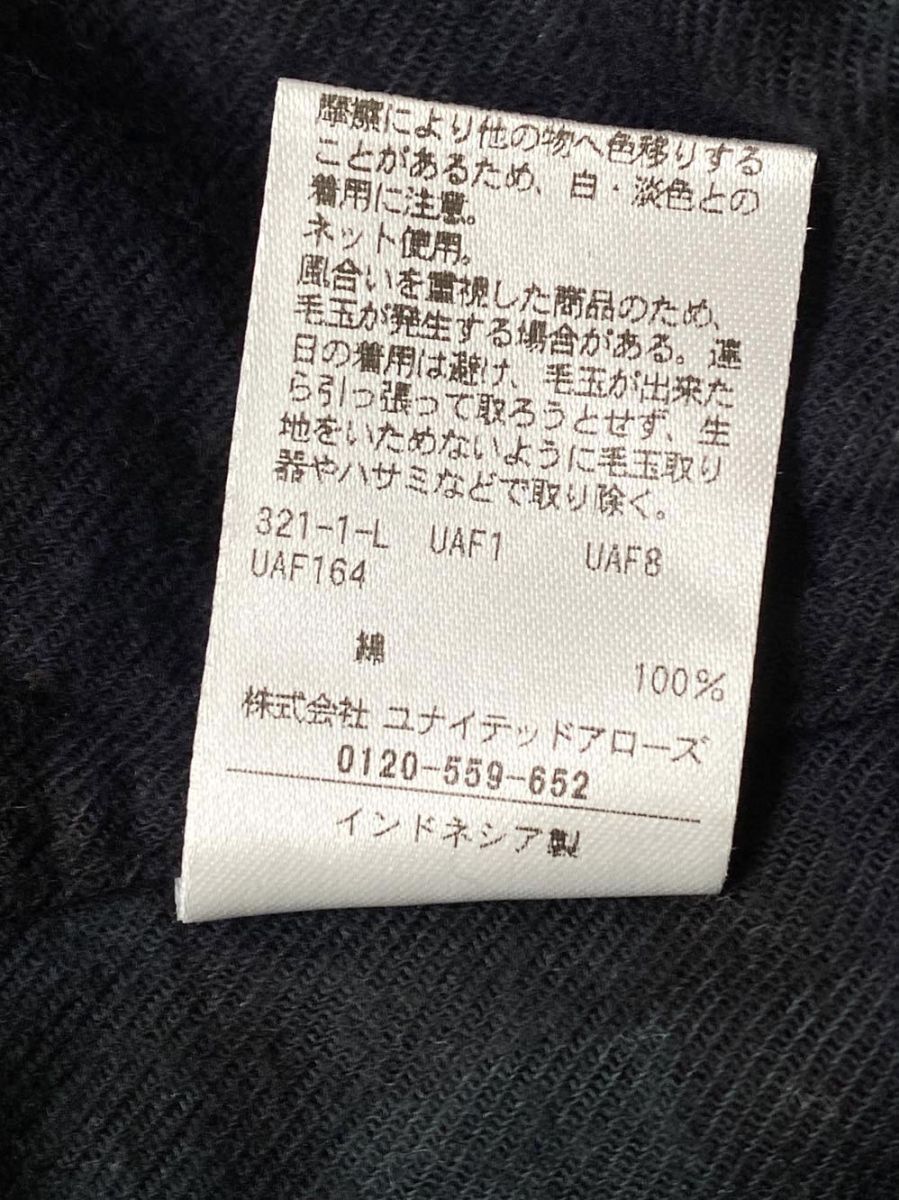 摩擦により他の物へ色移りする
ことがあるため、白・淡色との
着用に注意。
ネット使用。
風合いを重視した商品のため、
毛玉が発生する場合がある。連
日の着用は避け、毛玉が出来た
ら引っ張って取ろうとせず、生
地をいためないように毛玉取り
器やハサミなどで取り除く。
321-1-L UAF1 UAF8
UAF164
綿 100%
株式会社 ユナイテッドアローズ
0120-559-652
インドネシア製